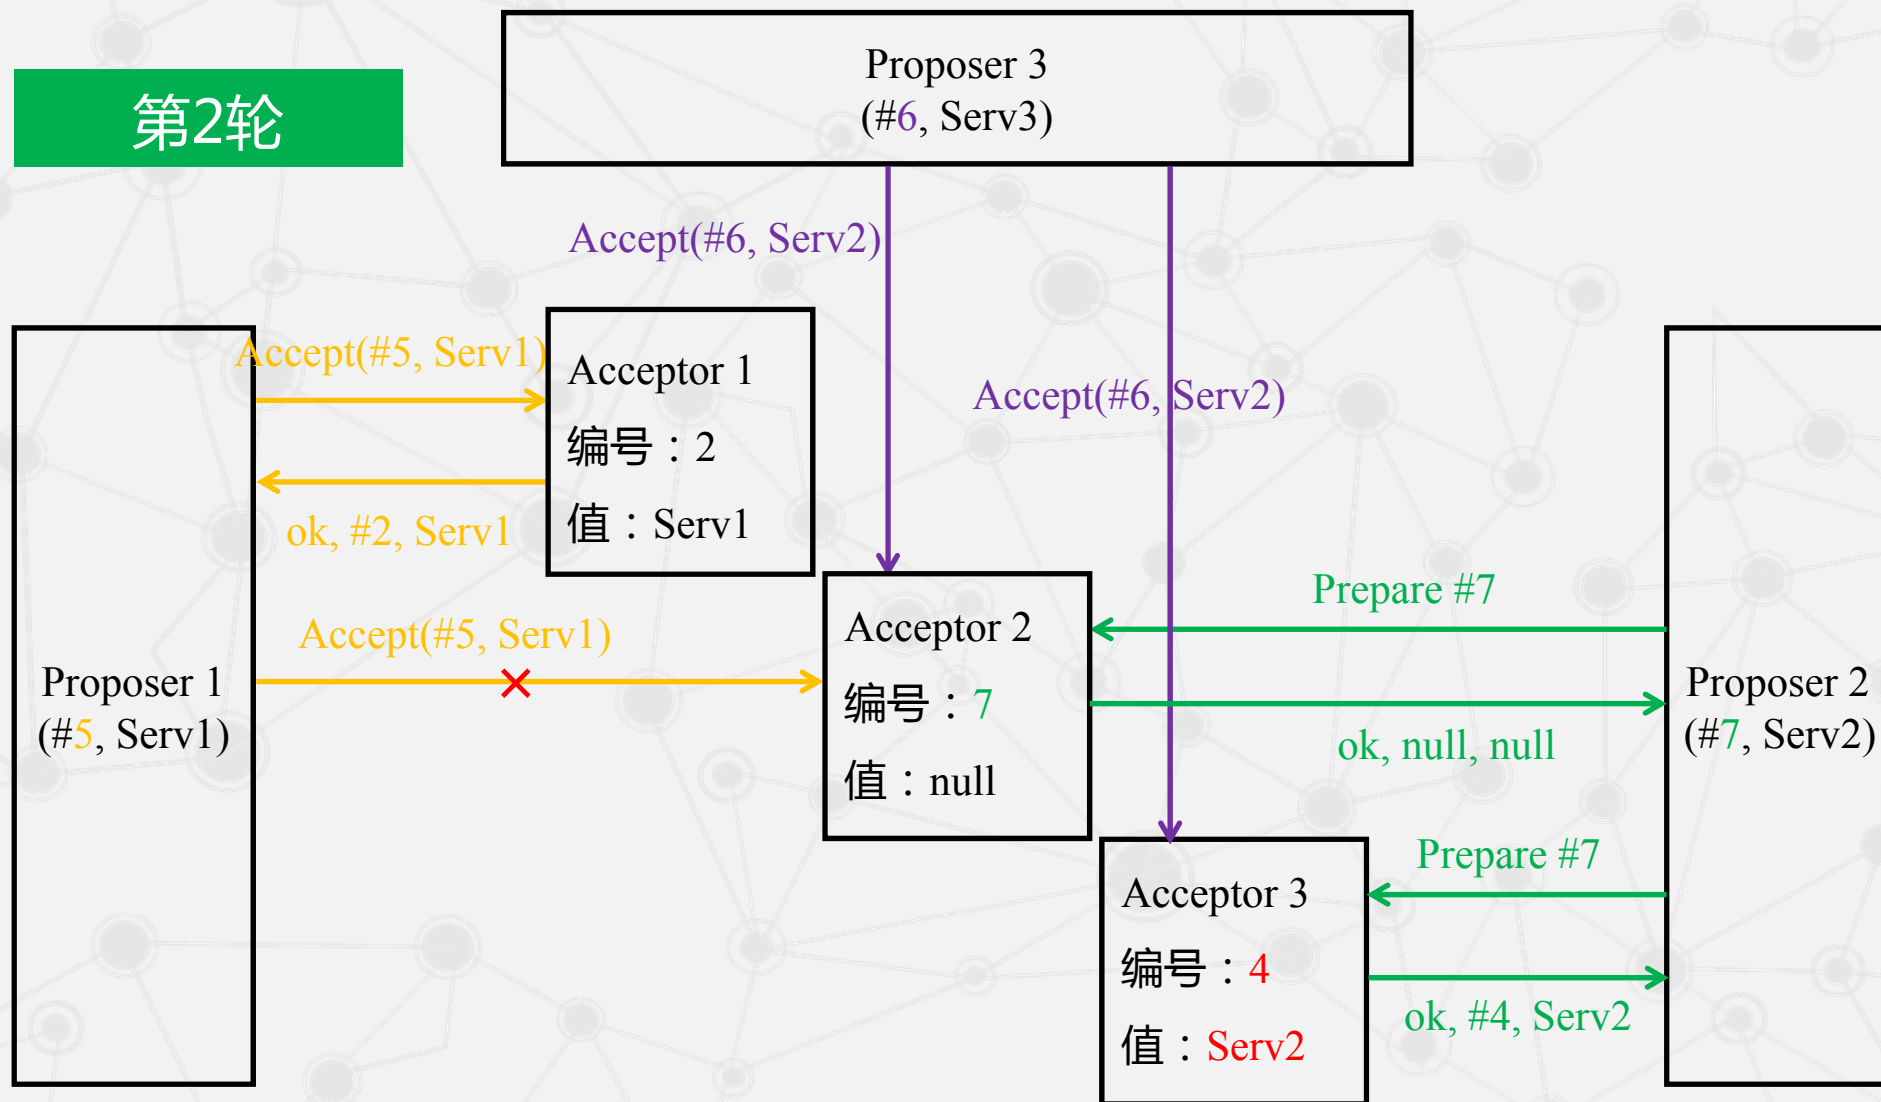 第2轮
Proposer 3
(#6, Serv3)
Accept(#6, Serv2)
Accept(#5, Serv1)
Acceptor 1
编号：2
值：Serv1
ok, #2, Serv1
Accept(#6, Serv2)
Accept(#5, Serv1)
Proposer 1
(#5, Serv1)
Acceptor 2
编号：7
值：null
Prepare #7
ok, null, null
Proposer 2
(#7, Serv2)
Acceptor 3
编号：4
值：Serv2
Prepare #7
ok, #4, Serv2